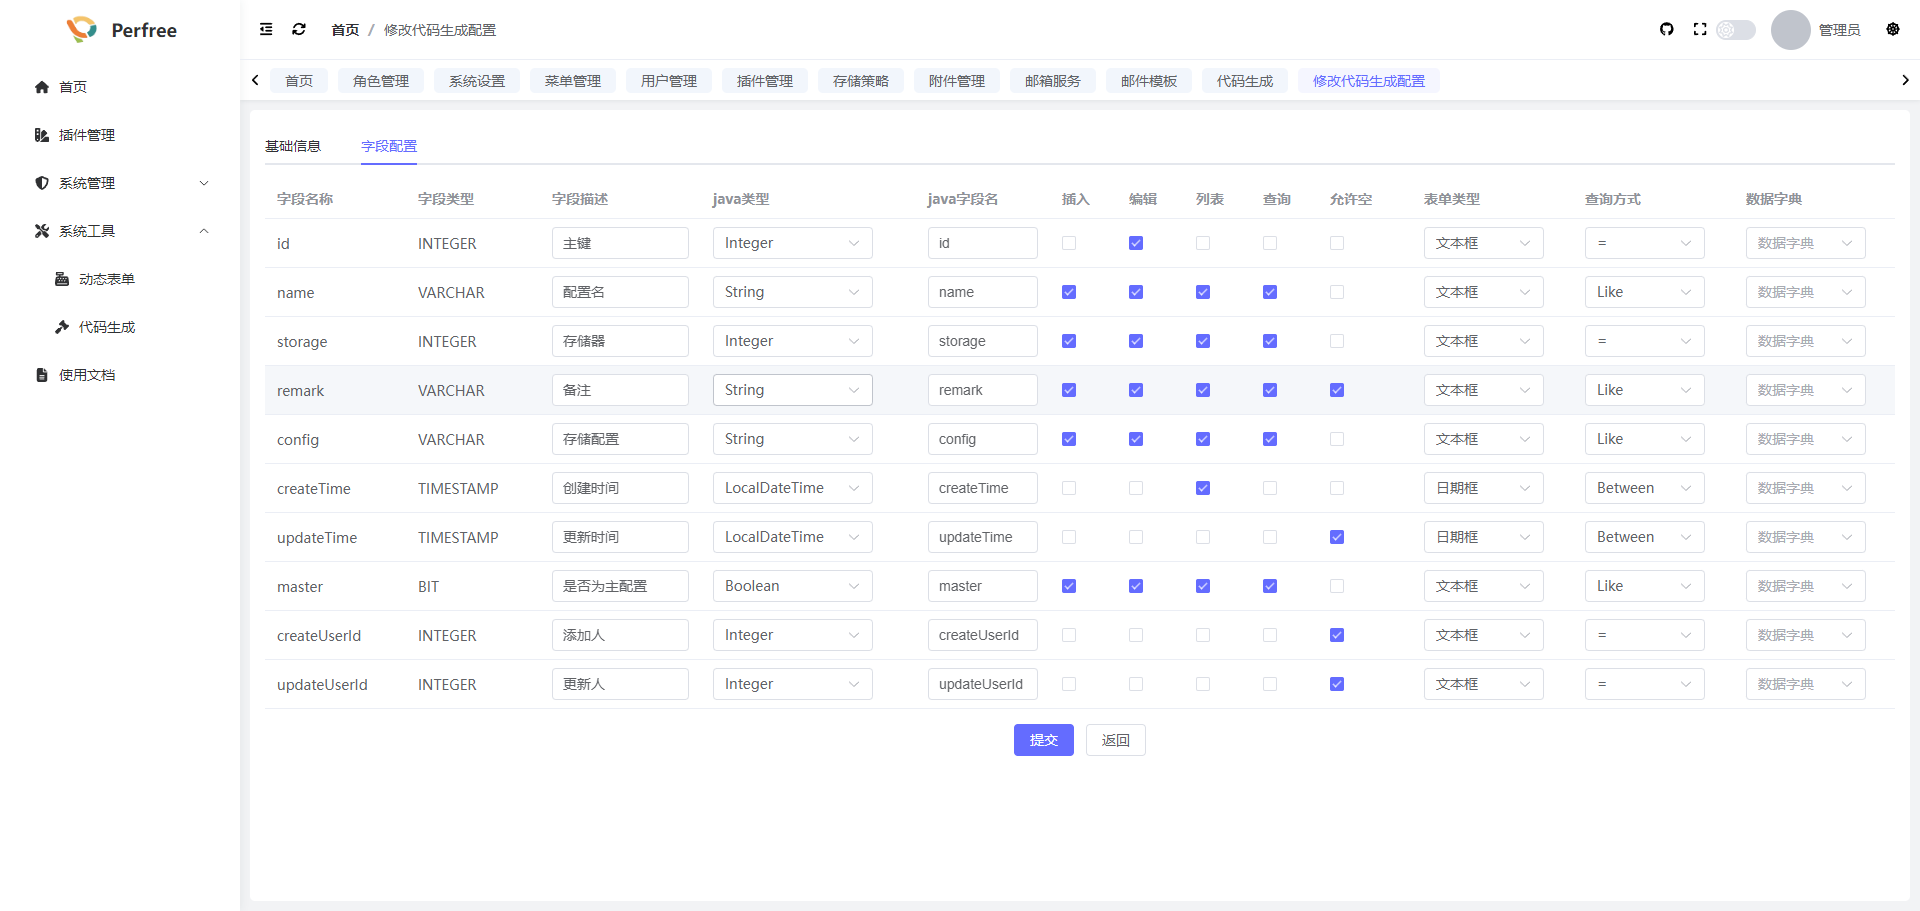 Perfree
首页 / 修改代码生成配置
管理员
首页
插件管理
系统管理
系统工具
动态表单
代码生成
使用文档
首页 角色管理 系统设置 菜单管理 用户管理 插件管理 存储策略 附件管理 邮箱服务 邮件模板 代码生成 修改代码生成配置
基础信息 字段配置
字段名称 字段类型 字段描述 java类型 java字段名 插入 编辑 列表 查询 允许空 表单类型 查询方式 数据字典
id INTEGER 主键 Integer id 文本框 = 数据字典
name VARCHAR 配置名 String name 文本框 Like 数据字典
storage INTEGER 存储器 Integer storage 文本框 = 数据字典
remark VARCHAR 备注 String remark 文本框 Like 数据字典
config VARCHAR 存储配置 String config 文本框 Like 数据字典
createTime TIMESTAMP 创建时间 LocalDateTime createTime 日期框 Between 数据字典
updateTime TIMESTAMP 更新时间 LocalDateTime updateTime 日期框 Between 数据字典
master BIT 是否为主配置 Boolean master 文本框 Like 数据字典
createUserId INTEGER 添加人 Integer createUserId 文本框 = 数据字典
updateUserId INTEGER 更新人 Integer updateUserId 文本框 = 数据字典
提交 返回